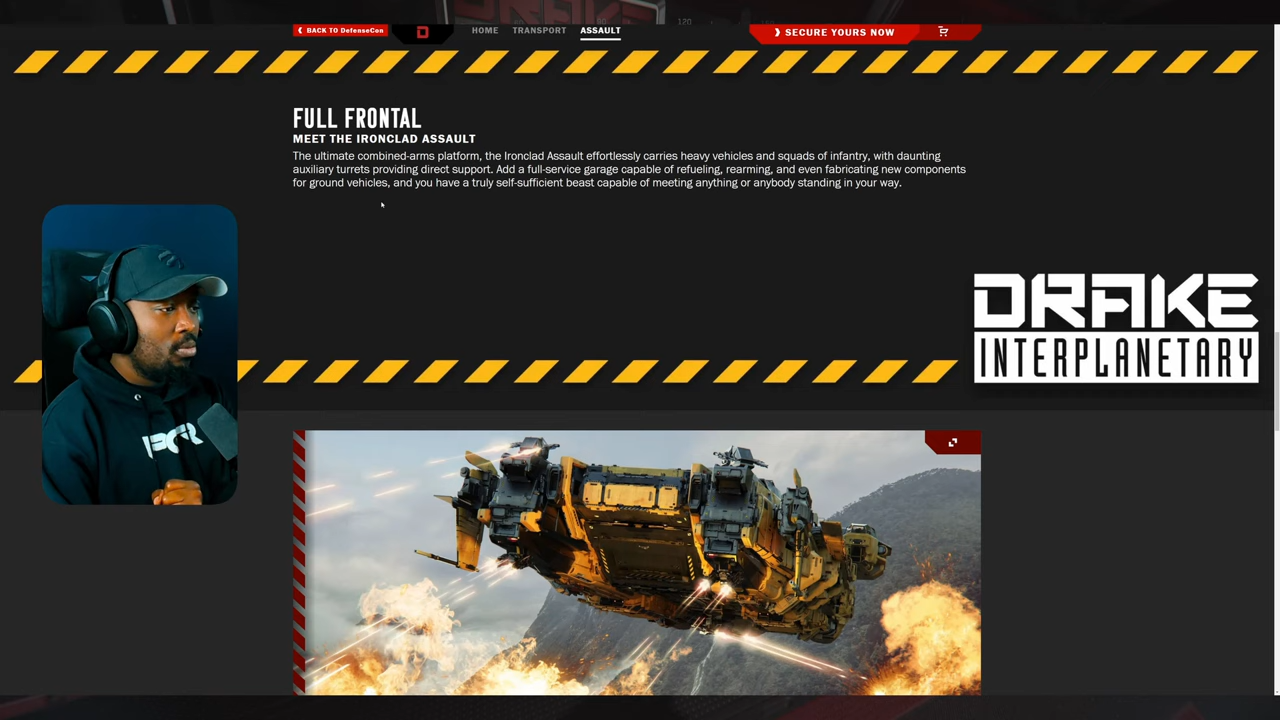 DRAKE
120
BACK TO DefenseCon
D
HOME
TRANSPORT
ASSAULT
SECURE YOURS NOW
FULL FRONTAL
MEET THE IRONCLAD ASSAULT
The ultimate combined-arms platform, the Ironclad Assault effortlessly carries heavy vehicles and squads of infantry, with daunting
auxiliary turrets providing direct support. Add a full-service garage capable of refueling, rearming, and even fabricating new components
for ground vehicles, and you have a truly self-sufficient beast capable of meeting anything or anybody standing in your way.
DRAKE
INTERPLANETARY